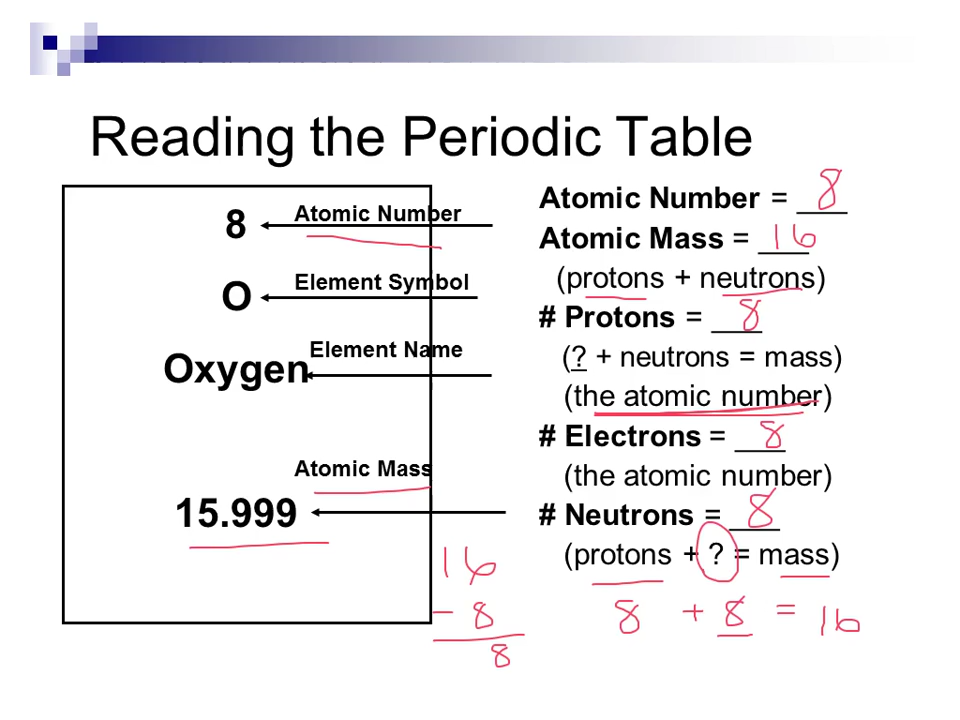 Reading the Periodic Table
8
Atomic Number
O
Element Symbol
Oxygen
Element Name
Atomic Mass
15.999
16
- 8
8
Atomic Number = 8
Atomic Mass = 16
(protons + neutrons)
# Protons = 8
(? + neutrons = mass)
(the atomic number)
# Electrons = 8
(the atomic number)
# Neutrons = 8
(protons + ? = mass)
8 + 8 = 16